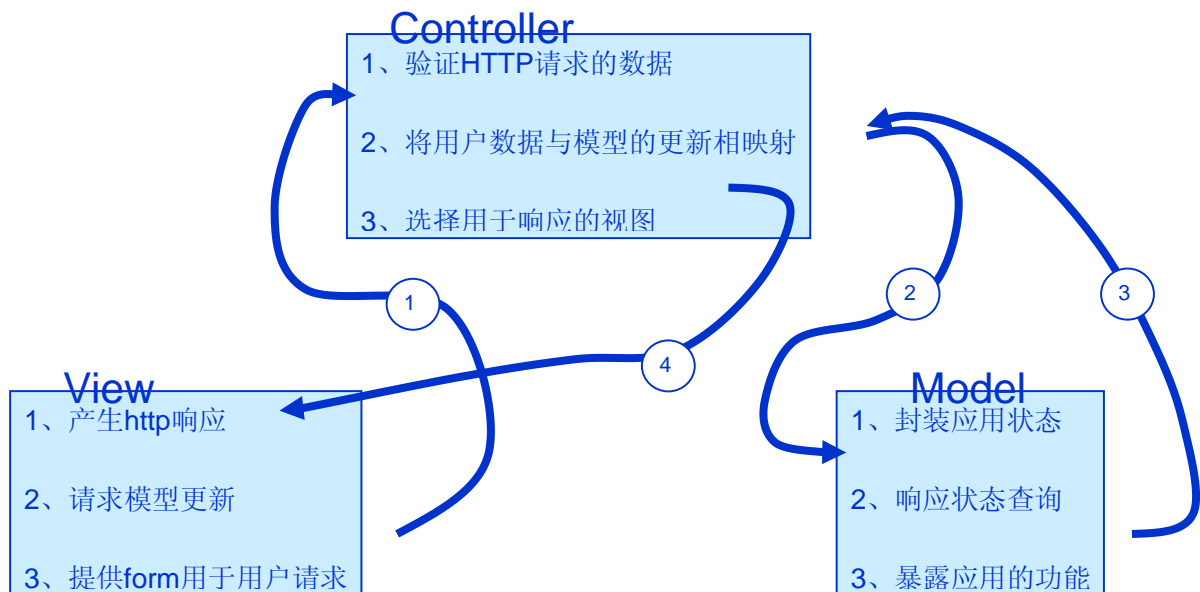 Controller
1、验证HTTP请求的数据
2、将用户数据与模型的更新相映射
3、选择用于响应的视图
1
2
3
4
View
1、产生http响应
2、请求模型更新
3、提供form用于用户请求
Model
1、封装应用状态
2、响应状态查询
3、暴露应用的功能